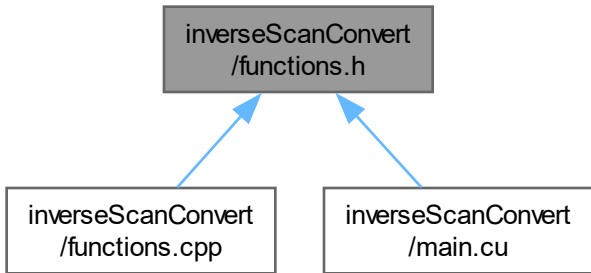 inverseScanConvert
/functions.h
inverseScanConvert
/functions.cpp
inverseScanConvert
/main.cu